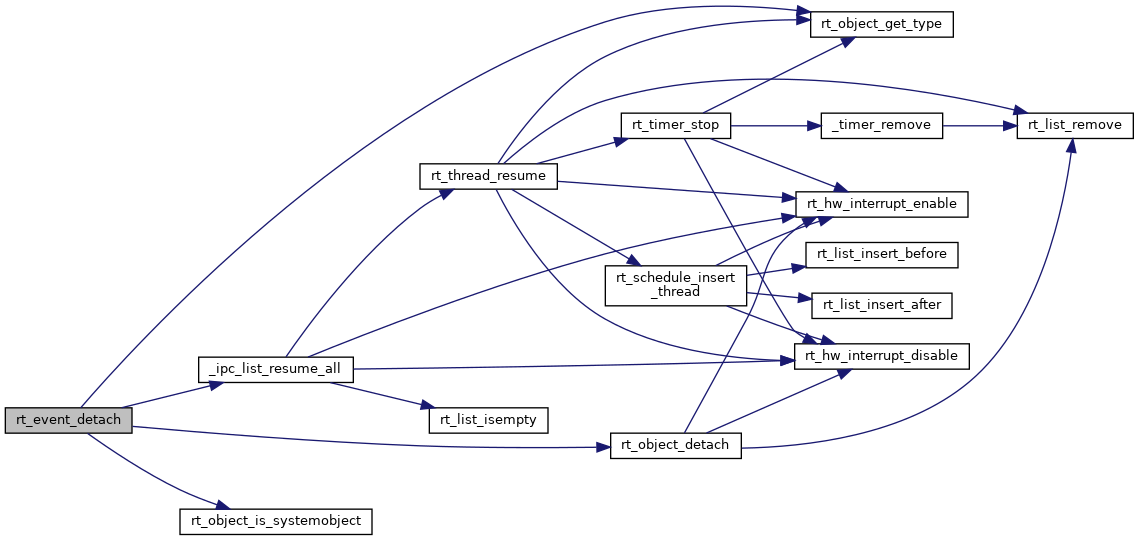 rt_object_get_type
rt_timer_stop
_timer_remove
rt_list_remove
rt_thread_resume
rt_hw_interrupt_enable
rt_list_insert_before
rt_schedule_insert
_thread
rt_list_insert_after
rt_hw_interrupt_disable
_ipc_list_resume_all
rt_event_detach
rt_list_isempty
rt_object_detach
rt_object_is_systemobject